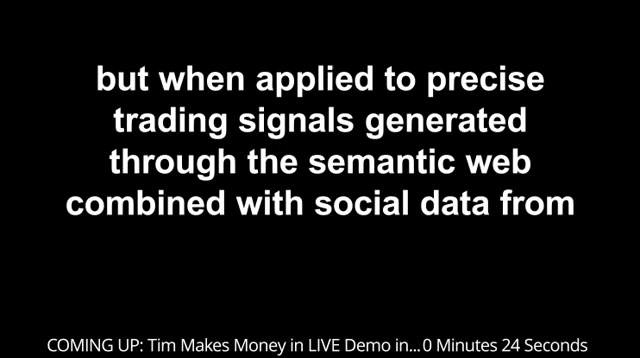 but when applied to precise
trading signals generated
through the semantic web
combined with social data from
COMING UP: Tim Makes Money in LIVE Demo in...0 Minutes 24 Seconds